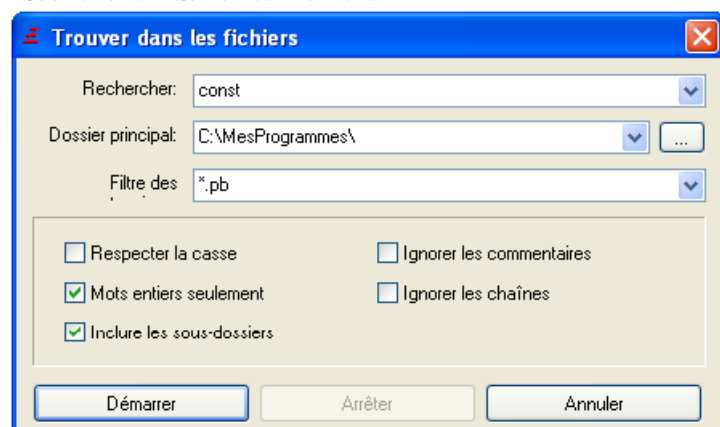 Trouver dans les fichiers
Rechercher: const
Dossier principal: C:\MesProgrammes\ ...
Filtre des *.pb
Respecter la casse Ignorer les commentaires
Mots entiers seulement Ignorer les chaînes
Inclure les sous-dossiers
Démarrer Arrêter Annuler